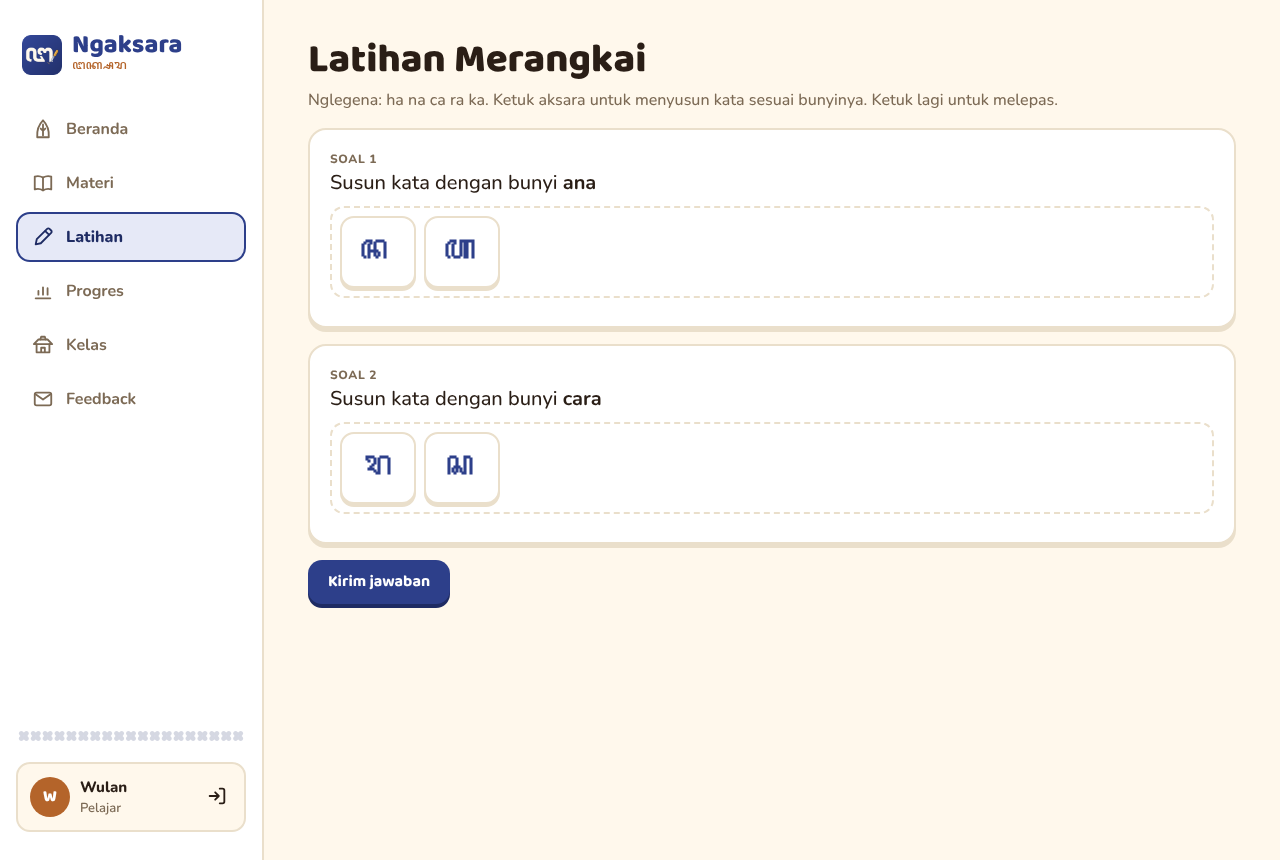 Ngaksara
ꦔꦏ꧀ꦱꦫ
Beranda
Materi
Latihan
Progres
Kelas
Feedback
W
Wulan
Pelajar
Latihan Merangkai
Nglegena: ha na ca ra ka. Ketuk aksara untuk menyusun kata sesuai bunyinya. Ketuk lagi untuk melepas.
SOAL 1
Susun kata dengan bunyi ana
ꦤ ꦲ
SOAL 2
Susun kata dengan bunyi cara
ꦫ ꦕ
Kirim jawaban